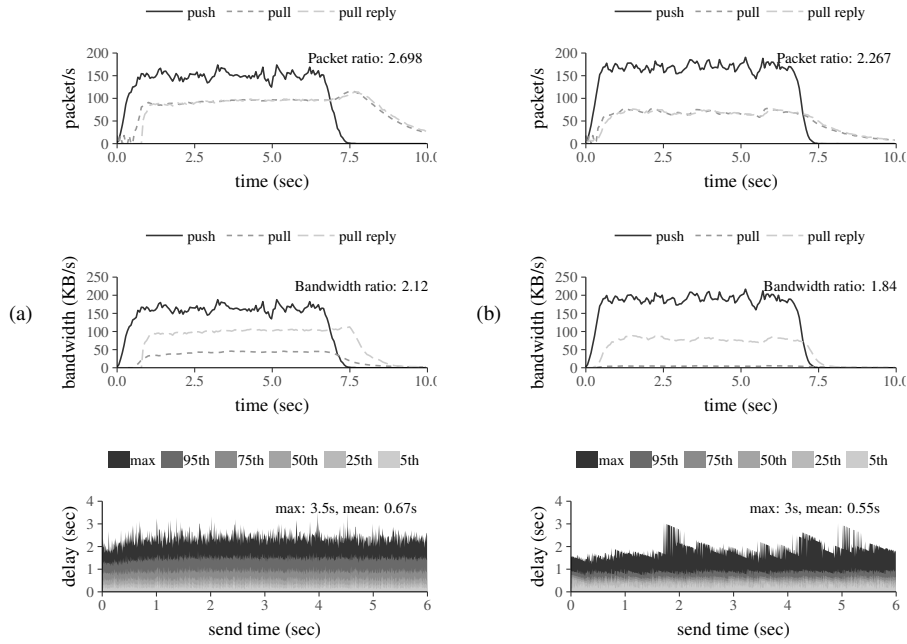 push pull pull reply
Packet ratio: 2.698
packet/s
200
150
100
50
0
0.0 2.5 5.0 7.5 10.0
time (sec)
push pull pull reply
Bandwidth ratio: 2.12
bandwidth (KB/s)
250
200
150
100
50
0
0.0 2.5 5.0 7.5 10.0
time (sec)
(a)
max 95th 75th 50th 25th 5th
max: 3.5s, mean: 0.67s
delay (sec)
4
3
2
1
0
0 1 2 3 4 5 6
send time (sec)
push pull pull reply
Packet ratio: 2.267
packet/s
200
150
100
50
0
0.0 2.5 5.0 7.5 10.0
time (sec)
push pull pull reply
Bandwidth ratio: 1.84
bandwidth (KB/s)
250
200
150
100
50
0
0.0 2.5 5.0 7.5 10.0
time (sec)
(b)
max 95th 75th 50th 25th 5th
max: 3s, mean: 0.55s
delay (sec)
4
3
2
1
0
0 1 2 3 4 5 6
send time (sec)